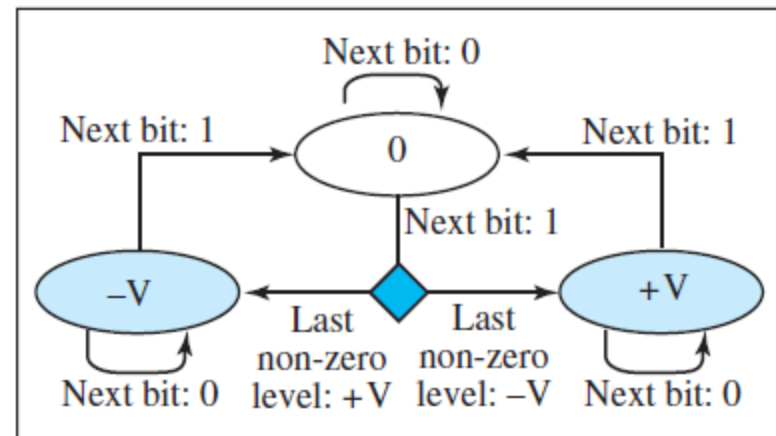 Next bit: 0
Next bit: 1
0
Next bit: 1
Next bit: 1
–V
+V
Last
non-zero
level: +V
Last
non-zero
level: –V
Next bit: 0
Next bit: 0